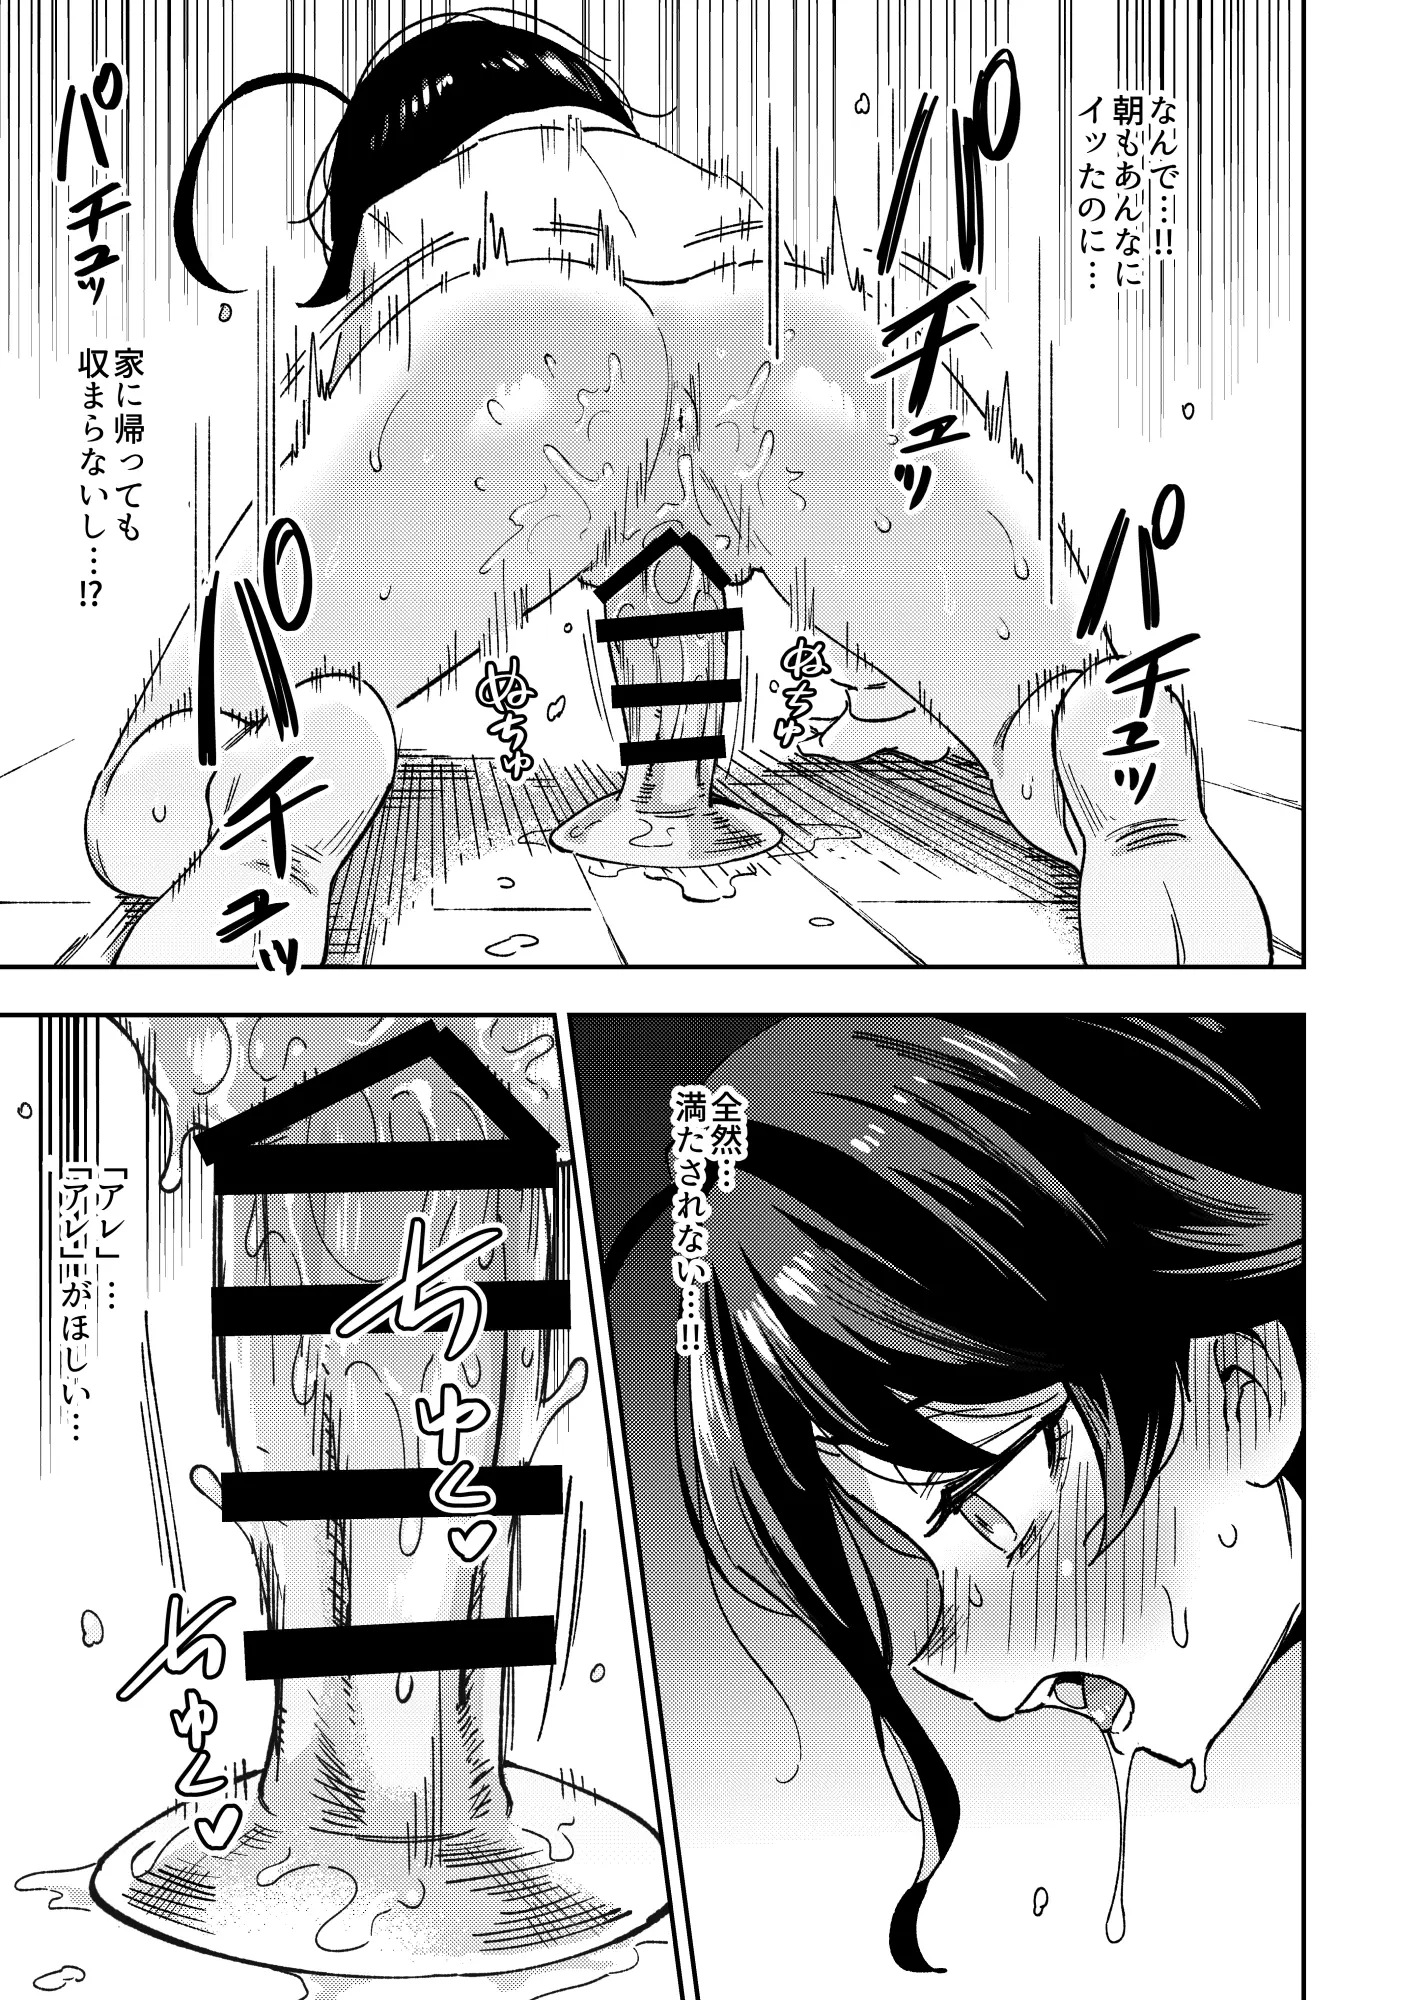 なんで…!!
朝もあんなに
イッたのに…
パチュッ
パチュッ
パチュッ
パチュッ
家に帰っても
収まらないし…!?
ぬちゅ
ぬちゅ
全然…
満たされない…!!
「アレ」…
「アレ」がほしい…
ちゅく♡
ちゅく♡